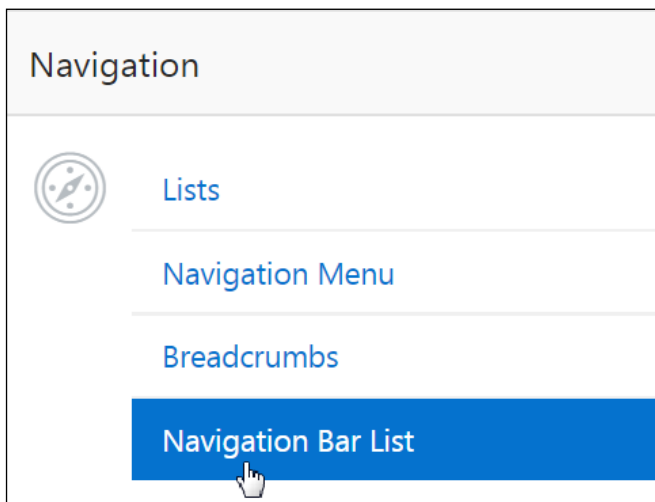 Navigation
Lists
Navigation Menu
Breadcrumbs
Navigation Bar List